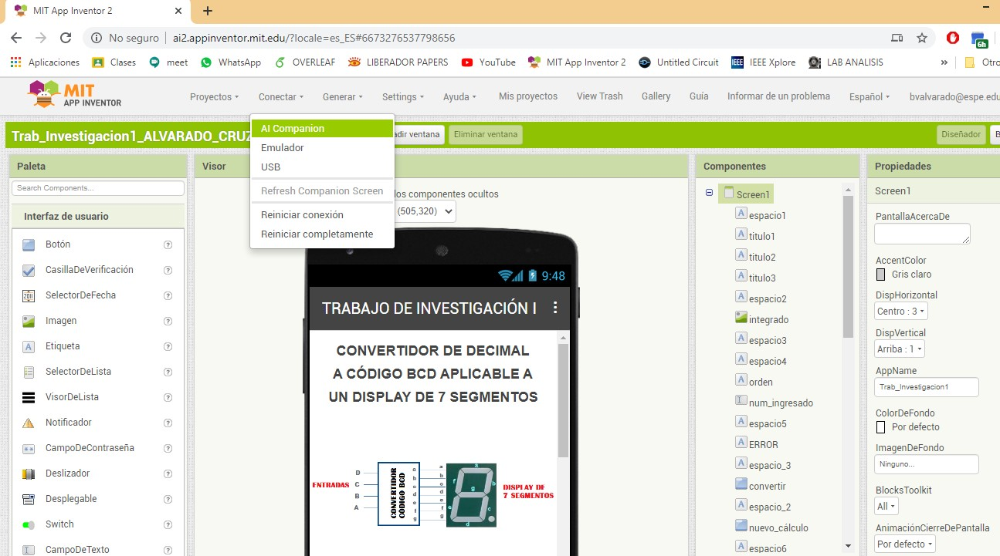 MIT App Inventor 2
No seguro
ai2.appinventor.mit.edu/?locale=es_ES#6673276537798656
6h
Aplicaciones
Clases
meet
WhatsApp
OVERLEAF
LIBERADOR PAPERS
YouTube
MIT App Inventor 2
Untitled Circuit
IEEE
IEEE Xplore
LAB ANALISIS
»
Otro
MIT
APP INVENTOR
Proyectos
Conectar
Generar
Settings
Ayuda
Mis proyectos
View Trash
Gallery
Guía
Informar de un problema
Español
bvalvarado@espe.edu
Trab_Investigacion1_ALVARADO_CRUZ
adir ventana
Eliminar ventana
Diseñador
B
AI Companion
Emulador
USB
Refresh Companion Screen
Reiniciar conexión
Reiniciar completamente
Paleta
Search Components...
Interfaz de usuario
Botón ?
CasillaDeVerificación ?
2011 SelectorDeFecha ?
Imagen ?
A Etiqueta ?
SelectorDeLista ?
VisorDeLista ?
Notificador ?
CampoDeContraseña ?
Deslizador ?
Desplegable ?
Switch ?
CampoDeTexto ?
Visor
los componentes ocultos
(505,320)
9:48
TRABAJO DE INVESTIGACIÓN I
CONVERTIDOR DE DECIMAL
A CÓDIGO BCD APLICABLE A
UN DISPLAY DE 7 SEGMENTOS
ENTRADAS
D
C
B
A
CONVERTIDOR
CÓDIGO BCD
a
b
c
d
e
f
g
a
b
c
d
e
f
g
a
f
b
g
e
c
d
DISPLAY DE
7 SEGMENTOS
Componentes
Screen1
A espacio1
A titulo1
A titulo2
A titulo3
A espacio2
integrado
A espacio3
A espacio4
A orden
num_ingresado
A espacio5
A ERROR
A espacio_3
convertir
A espacio_2
nuevo_cálculo
A espacio6
Propiedades
Screen1
PantallaAcercaDe
AccentColor
Gris claro
DispHorizontal
Centro : 3
DispVertical
Arriba : 1
AppName
Trab_Investigacion1
ColorDeFondo
Por defecto
ImagenDeFondo
Ninguno...
BlocksToolkit
All
AnimaciónCierreDePantalla
Por defecto